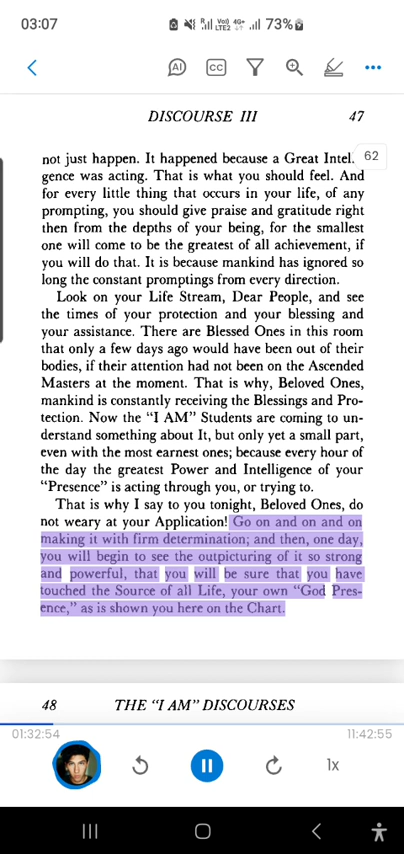 03:07
Vo)) 4G+
LTE2
73%
AI
CC
DISCOURSE III 47
62
not just happen. It happened because a Great Intel-
gence was acting. That is what you should feel. And
for every little thing that occurs in your life, of any
prompting, you should give praise and gratitude right
then from the depths of your being, for the smallest
one will come to be the greatest of all achievement, if
you will do that. It is because mankind has ignored so
long the constant promptings from every direction.
Look on your Life Stream, Dear People, and see
the times of your protection and your blessing and
your assistance. There are Blessed Ones in this room
that only a few days ago would have been out of their
bodies, if their attention had not been on the Ascended
Masters at the moment. That is why, Beloved Ones,
mankind is constantly receiving the Blessings and Pro-
tection. Now the “I AM” Students are coming to un-
derstand something about It, but only yet a small part,
even with the most earnest ones; because every hour of
the day the greatest Power and Intelligence of your
“Presence” is acting through you, or trying to.
That is why I say to you tonight, Beloved Ones, do
not weary at your Application! Go on and on and on
making it with firm determination; and then, one day,
you will begin to see the outpicturing of it so strong
and powerful, that you will be sure that you have
touched the Source of all Life, your own “God Pres-
ence,” as is shown you here on the Chart.
48 THE “I AM” DISCOURSES
01:32:54 11:42:55
1x